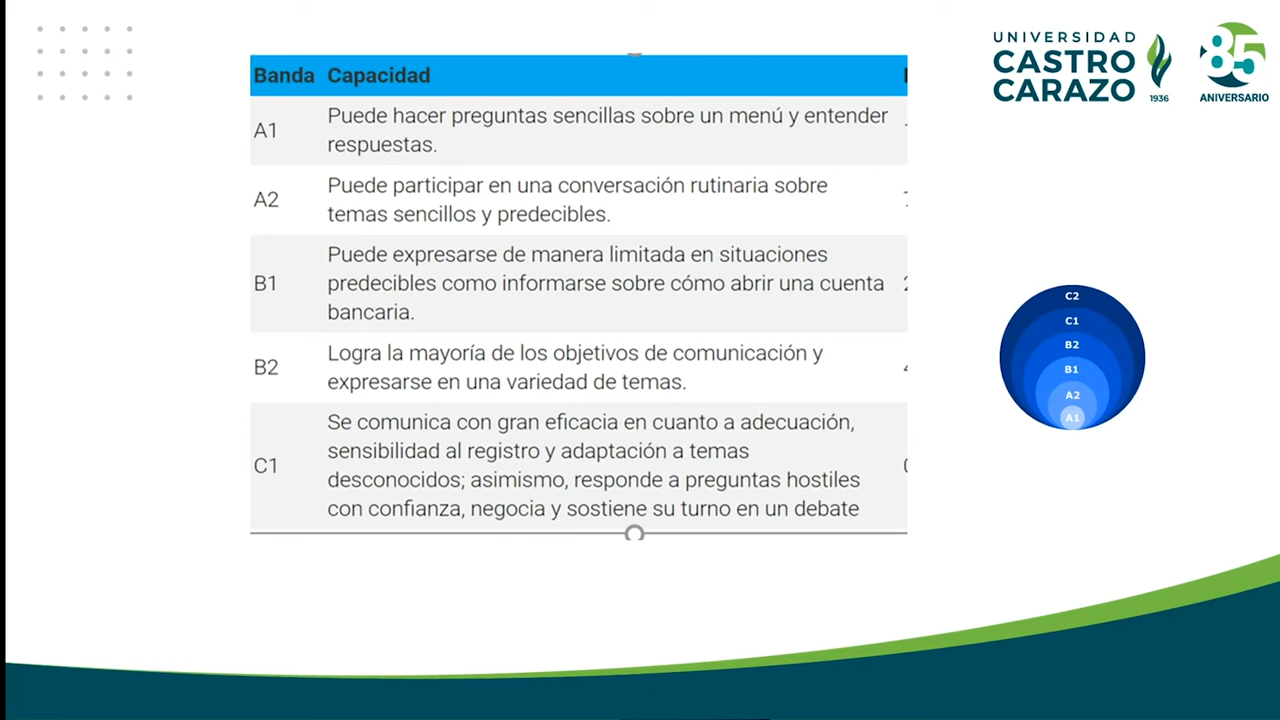 UNIVERSIDAD
CASTRO
CARAZO
1936
85
ANIVERSARIO
Banda Capacidad
A1
Puede hacer preguntas sencillas sobre un menú y entender
respuestas.
A2
Puede participar en una conversación rutinaria sobre
temas sencillos y predecibles.
B1
Puede expresarse de manera limitada en situaciones
predecibles como informarse sobre cómo abrir una cuenta
bancaria.
B2
Logra la mayoría de los objetivos de comunicación y
expresarse en una variedad de temas.
C1
Se comunica con gran eficacia en cuanto a adecuación,
sensibilidad al registro y adaptación a temas
desconocidos; asimismo, responde a preguntas hostiles
con confianza, negocia y sostiene su turno en un debate
C2
C1
B2
B1
A2
A1